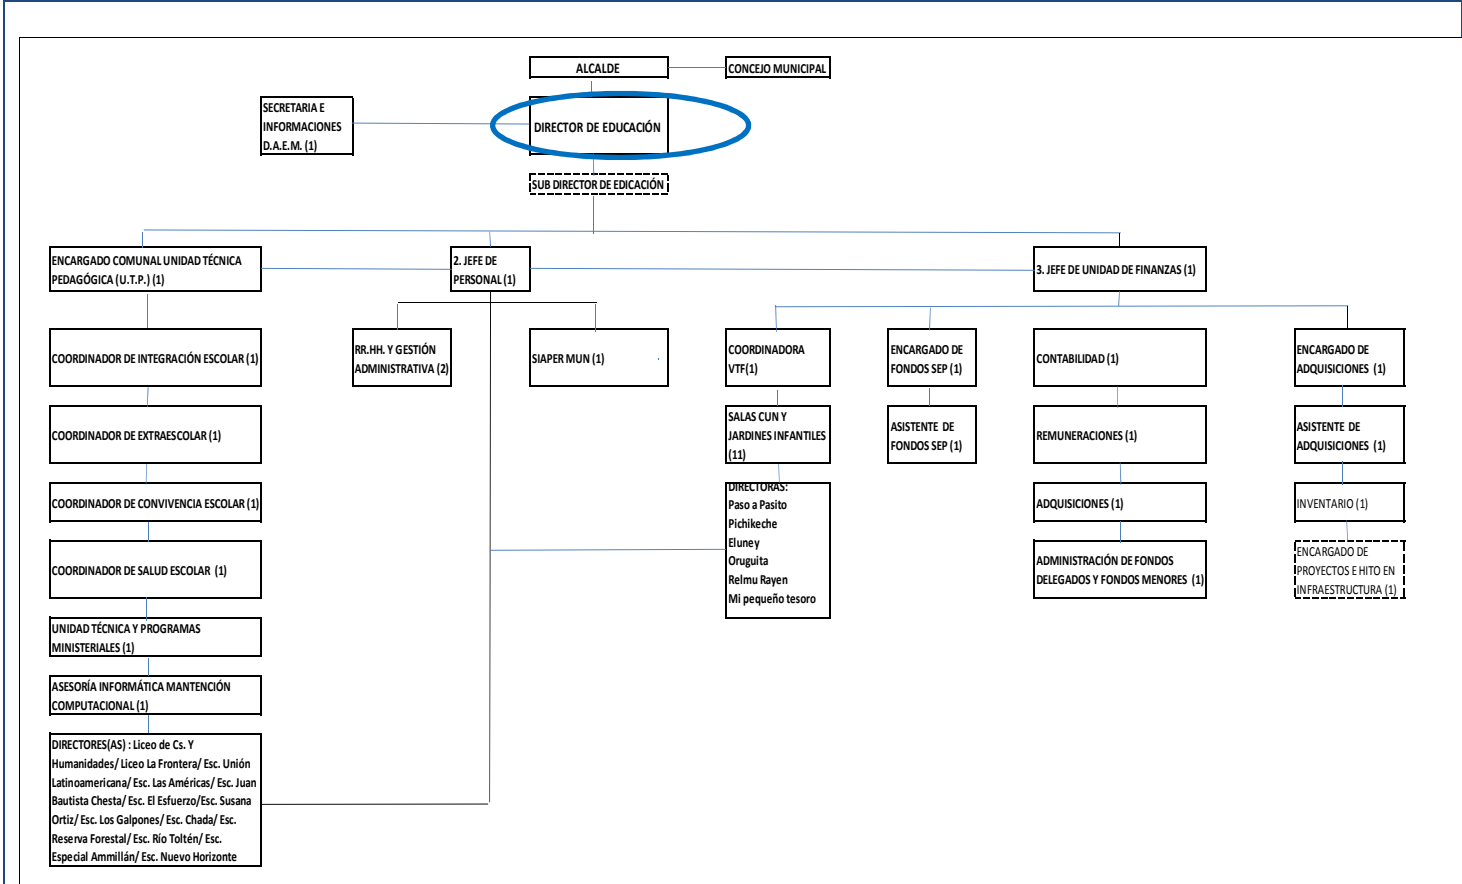 ALCALDE
CONCEJO MUNICIPAL
SECRETARIA E
INFORMACIONES
D.A.E.M. (1)
DIRECTOR DE EDUCACIÓN
SUB DIRECTOR DE EDICACIÓN
ENCARGADO COMUNAL UNIDAD TÉCNICA
PEDAGÓGICA (U.T.P.) (1)
2. JEFE DE
PERSONAL (1)
3. JEFE DE UNIDAD DE FINANZAS (1)
COORDINADOR DE INTEGRACIÓN ESCOLAR (1)
RR.HH. Y GESTIÓN
ADMINISTRATIVA (2)
SIAPER MUN (1)
COORDINADORA
VTF(1)
ENCARGADO DE
FONDOS SEP (1)
CONTABILIDAD (1)
ENCARGADO DE
ADQUISICIONES (1)
COORDINADOR DE EXTRAESCOLAR (1)
SALAS CUN Y
JARDINES INFANTILES
(11)
ASISTENTE DE
FONDOS SEP (1)
REMUNERACIONES (1)
ASISTENTE DE
ADQUISICIONES (1)
COORDINADOR DE CONVIVENCIA ESCOLAR (1)
DIRECTORAS:
Paso a Pasito
Pichikeche
Eluney
Oruguita
Relmu Rayen
Mi pequeño tesoro
ADQUISICIONES (1)
INVENTARIO (1)
COORDINADOR DE SALUD ESCOLAR (1)
ADMINISTRACIÓN DE FONDOS
DELEGADOS Y FONDOS MENORES (1)
ENCARGADO DE
PROYECTOS E HITO EN
INFRAESTRUCTURA (1)
UNIDAD TÉCNICA Y PROGRAMAS
MINISTERIALES (1)
ASESORÍA INFORMÁTICA MANTENCIÓN
COMPUTACIONAL (1)
DIRECTORES(AS) : Liceo de Cs. Y
Humanidades/ Liceo La Frontera/ Esc. Unión
Latinoamericana/ Esc. Las Américas/ Esc. Juan
Bautista Chesta/ Esc. El Esfuerzo/Esc. Susana
Ortiz/ Esc. Los Galpones/ Esc. Chada/ Esc.
Reserva Forestal/ Esc. Río Toltén/ Esc.
Especial Ammillán/ Esc. Nuevo Horizonte